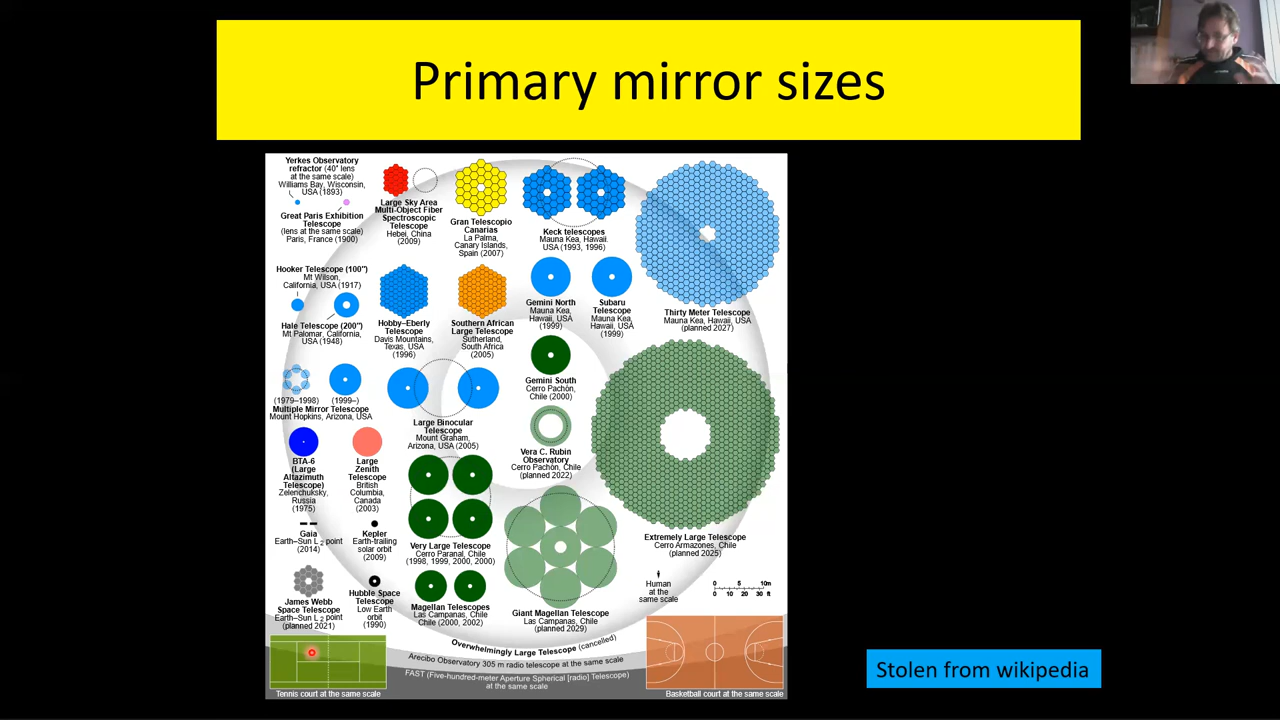 Primary mirror sizes
Yerkes Observatory
refractor (40" lens
at the same scale)
Williams Bay, Wisconsin,
USA (1893)
Great Paris Exhibition
Telescope
(lens at the same scale)
Paris, France (1900)
Large Sky Area
Multi-Object Fiber
Spectroscopic
Telescope
Hebei, China
(2009)
Gran Telescopio
Canarias
La Palma,
Canary Islands,
Spain (2007)
Keck telescopes
Mauna Kea, Hawaii.
USA (1993, 1996)
Hooker Telescope (100")
Mt Wilson,
California, USA (1917)
Hale Telescope (200")
Mt Palomar, California,
USA (1948)
Hobby–Eberly
Telescope
Davis Mountains,
Texas, USA
(1996)
Southern African
Large Telescope
Sutherland,
South Africa
(2005)
Gemini North
Mauna Kea,
Hawaii, USA
(1999)
Subaru
Telescope
Mauna Kea,
Hawaii, USA
(1999)
Thirty Meter Telescope
Mauna Kea, Hawaii, USA
(planned 2027)
(1979–1998) (1999–)
Multiple Mirror Telescope
Mount Hopkins, Arizona, USA
Large Binocular
Telescope
Mount Graham,
Arizona, USA (2005)
Gemini South
Cerro Pachón,
Chile (2000)
Vera C. Rubin
Observatory
Cerro Pachón, Chile
(planned 2022)
BTA-6
(Large
Altazimuth
Telescope)
Zelenchuksky,
Russia
(1975)
Large
Zenith
Telescope
British
Columbia,
Canada
(2003)
Gaia
Earth–Sun L2 point
(2014)
Kepler
Earth-trailing
solar orbit
(2009)
Very Large Telescope
Cerro Paranal, Chile
(1998, 1999, 2000, 2000)
Extremely Large Telescope
Cerro Armazones, Chile
(planned 2025)
James Webb
Space Telescope
Earth–Sun L2 point
(planned 2021)
Hubble Space
Telescope
Low Earth
orbit
(1990)
Magellan Telescopes
Las Campanas, Chile
Chile (2000, 2002)
Giant Magellan Telescope
Las Campanas, Chile
(planned 2029)
Human
at the
same scale
0 5 10m
0 10 20 30 ft
Overwhelmingly Large Telescope (cancelled)
Arecibo Observatory 305 m radio telescope at the same scale
FAST (Five-hundred-meter Aperture Spherical [radio] Telescope)
at the same scale
Tennis court at the same scale
Basketball court at the same scale
Stolen from wikipedia